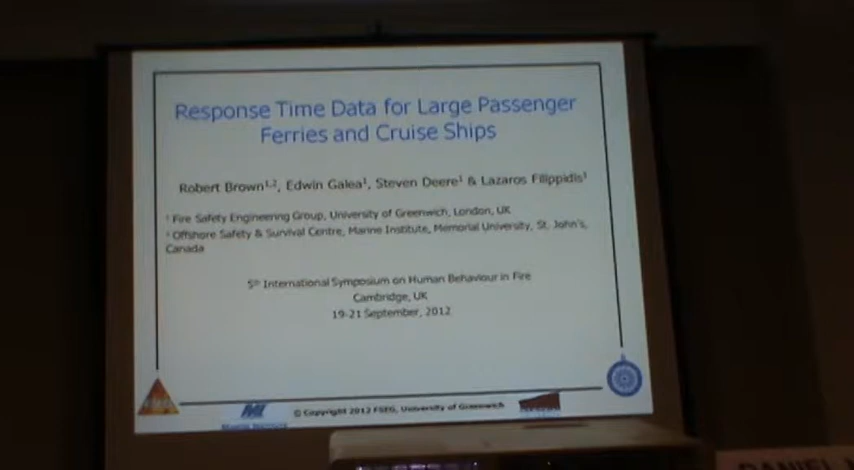 Response Time Data for Large Passenger
Ferries and Cruise Ships
Robert Brown1,2, Edwin Galea1, Steven Deere1 & Lazaros Filippidis1
1 Fire Safety Engineering Group, University of Greenwich, London, UK
2 Offshore Safety & Survival Centre, Marine Institute, Memorial University, St. John's,
Canada
5th International Symposium on Human Behaviour in Fire
Cambridge, UK
19-21 September, 2012
© Copyright 2012 FSEG, University of Greenwich